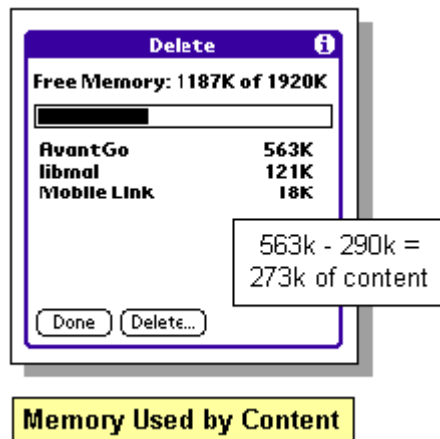 Delete
Free Memory: 1187K of 1920K
AvantGo 563K
libmal 121K
Mobile Link 18K
563k - 290k =
273k of content
Done Delete...
Memory Used by Content